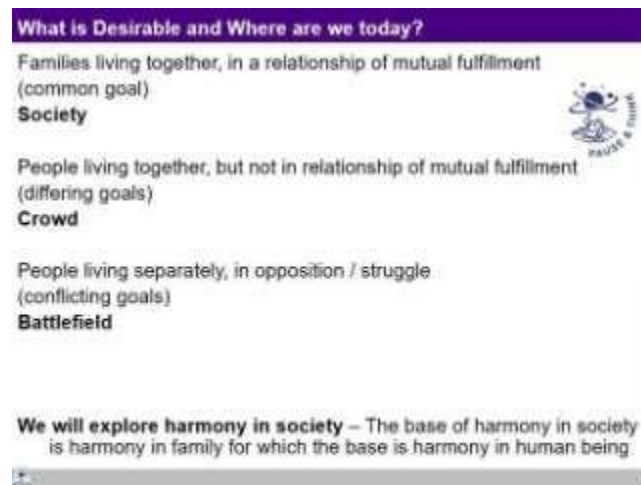 What is Desirable and Where are we today?
Families living together, in a relationship of mutual fulfillment
(common goal)
Society
PAUSE & THINK
People living together, but not in relationship of mutual fulfillment
(differing goals)
Crowd
People living separately, in opposition / struggle
(conflicting goals)
Battlefield
We will explore harmony in society – The base of harmony in society
is harmony in family for which the base is harmony in human being